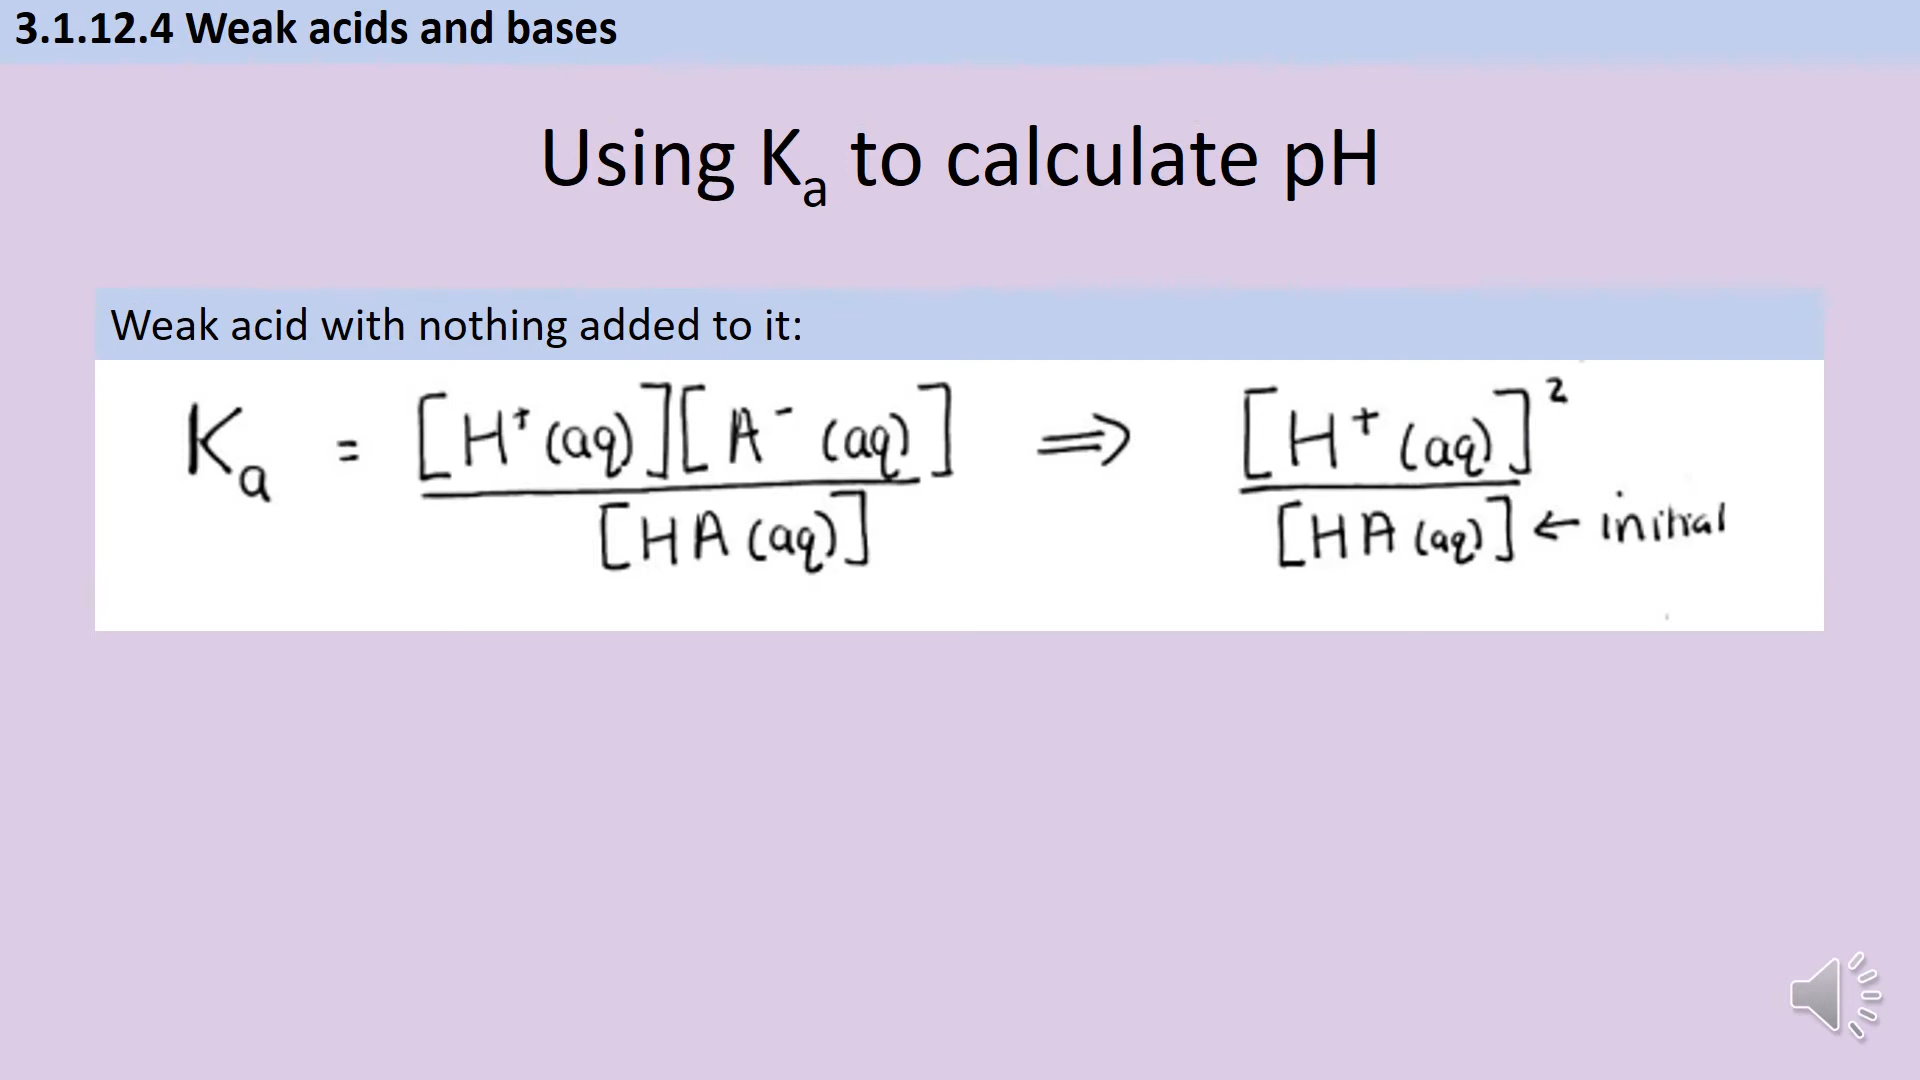 3.1.12.4 Weak acids and bases
Using Kₐ to calculate pH
Weak acid with nothing added to it:
Kₐ = [H⁺(aq)][A⁻(aq)] ⇒ [H⁺(aq)]²
[HA(aq)] [HA(aq)] ← initial